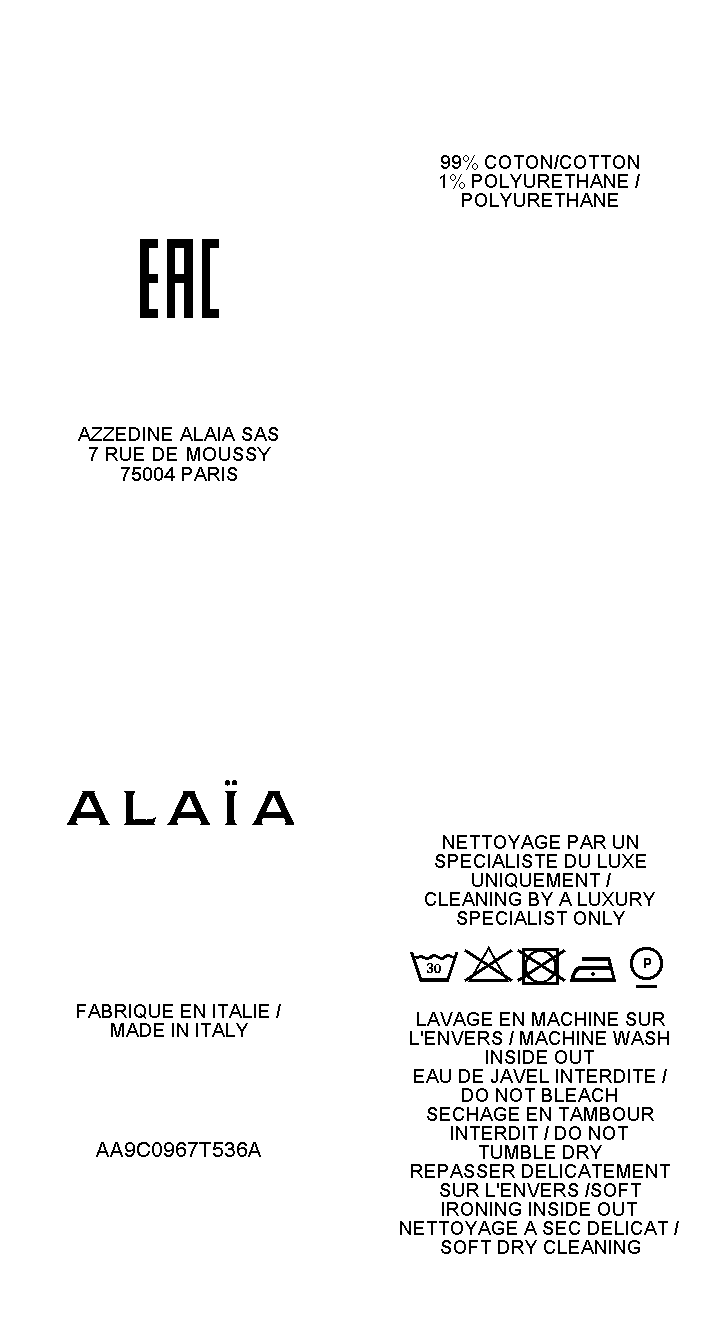 99% COTON/COTTON
1% POLYURETHANE /
POLYURETHANE
EAC
AZZEDINE ALAIA SAS
7 RUE DE MOUSSY
75004 PARIS
ALAÏA
FABRIQUE EN ITALIE /
MADE IN ITALY
AA9C0967T536A
NETTOYAGE PAR UN
SPECIALISTE DU LUXE
UNIQUEMENT /
CLEANING BY A LUXURY
SPECIALIST ONLY
30
P
LAVAGE EN MACHINE SUR
L'ENVERS / MACHINE WASH
INSIDE OUT
EAU DE JAVEL INTERDITE /
DO NOT BLEACH
SECHAGE EN TAMBOUR
INTERDIT / DO NOT
TUMBLE DRY
REPASSER DELICATEMENT
SUR L'ENVERS /SOFT
IRONING INSIDE OUT
NETTOYAGE A SEC DELICAT /
SOFT DRY CLEANING